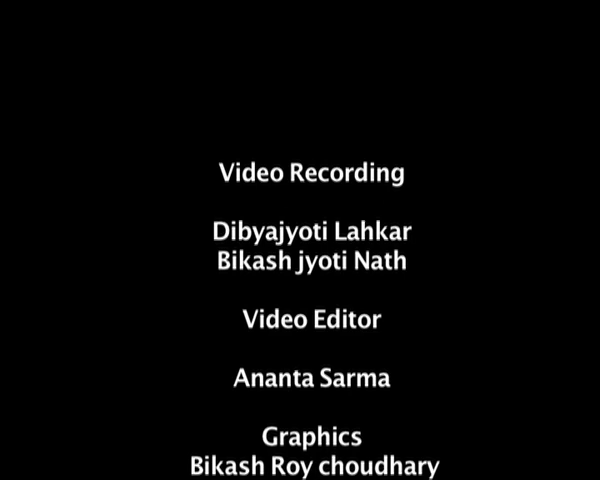 Video Recording
Dibyajyoti Lahkar
Bikash jyoti Nath
Video Editor
Ananta Sarma
Graphics
Bikash Roy choudhary